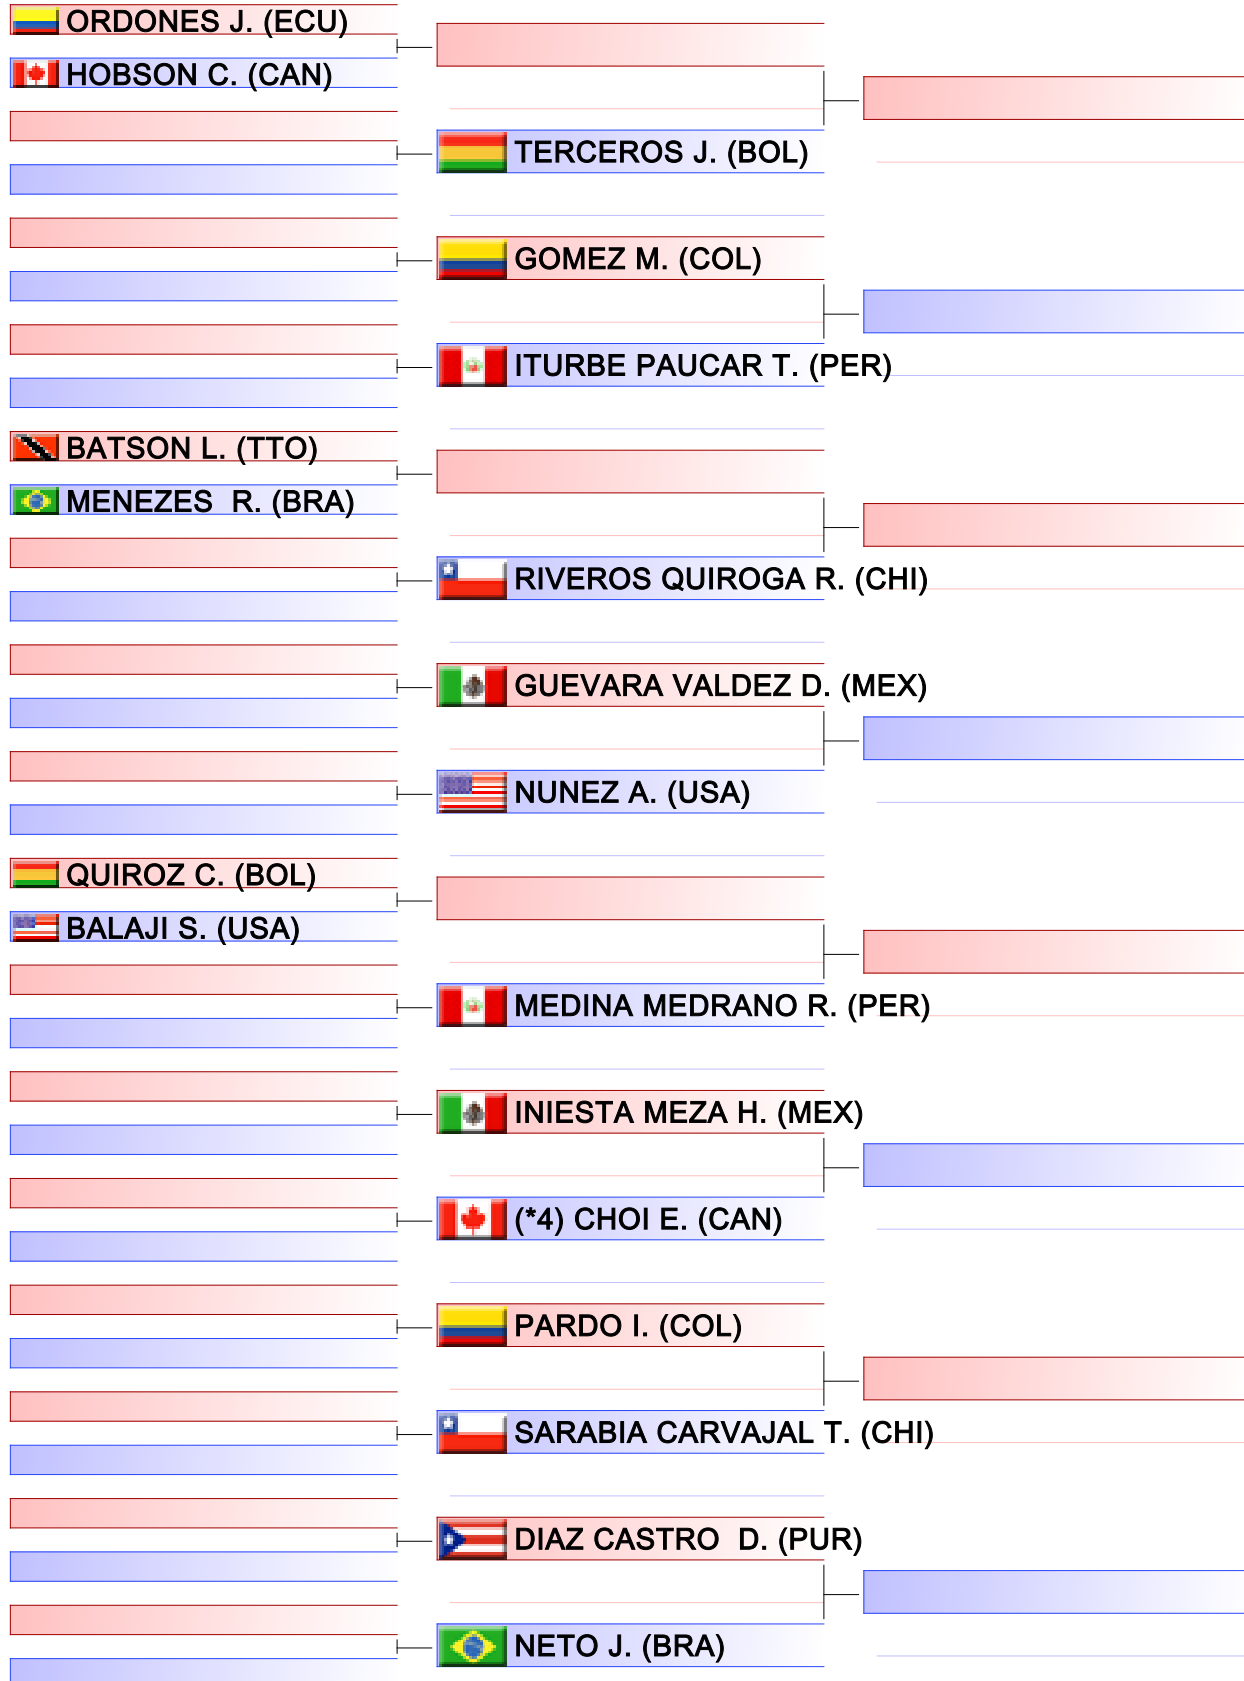 ORDONES J. (ECU)
HOBSON C. (CAN)
TERCEROS J. (BOL)
GOMEZ M. (COL)
ITURBE PAUCAR T. (PER)
BATSON L. (TTO)
MENEZES  R. (BRA)
RIVEROS QUIROGA R. (CHI)
GUEVARA VALDEZ D. (MEX)
NUNEZ A. (USA)
QUIROZ C. (BOL)
BALAJI S. (USA)
MEDINA MEDRANO R. (PER)
INIESTA MEZA H. (MEX)
(*4) CHOI E. (CAN)
PARDO I. (COL)
SARABIA CARVAJAL T. (CHI)
DIAZ CASTRO  D. (PUR)
NETO J. (BRA)